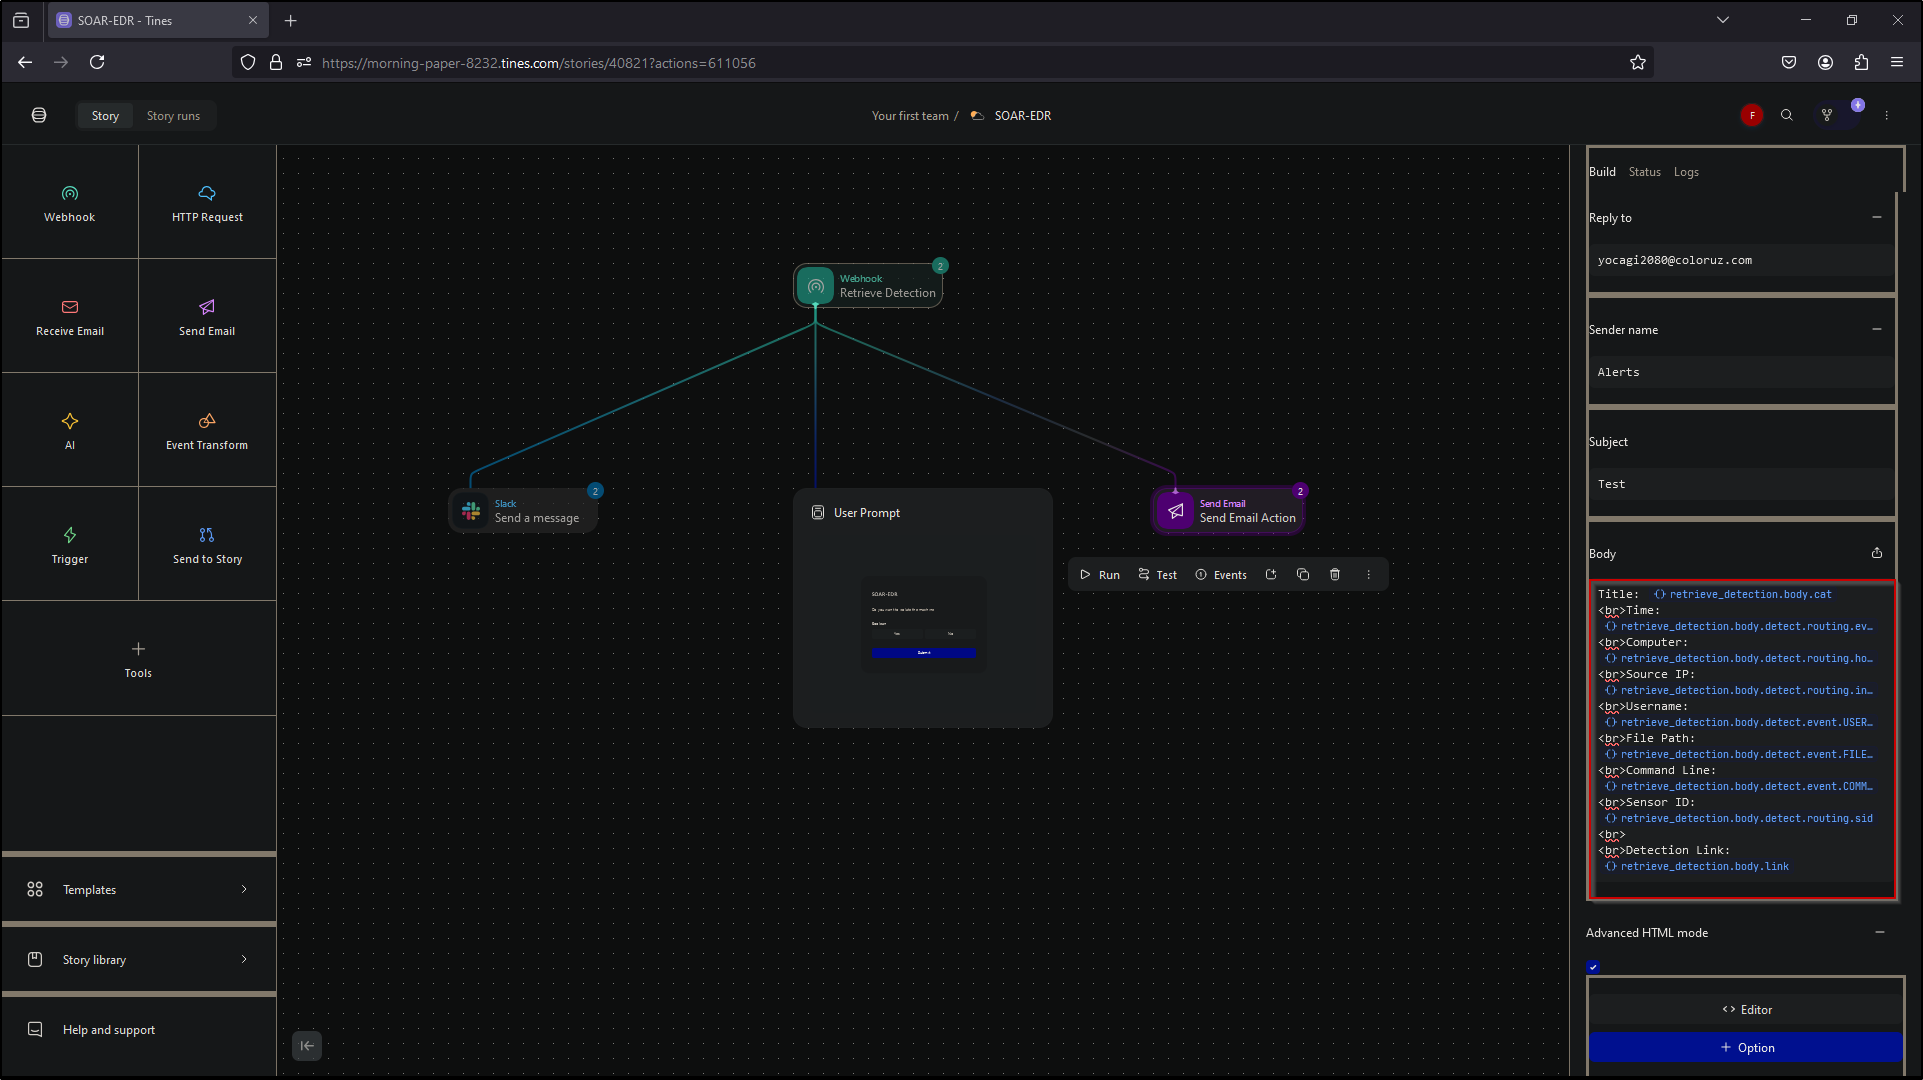 SOAR-EDR - Tines
https://morning-paper-8232.tines.com/stories/40821?actions=611056
Story
Story runs
Your first team /
SOAR-EDR
F
Webhook
HTTP Request
Receive Email
Send Email
AI
Event Transform
Trigger
Send to Story
Tools
Templates
Story library
Help and support
Webhook
Retrieve Detection
2
Slack
Send a message
2
User Prompt
SOAR-EDR
Yes
No
Submit
Send Email
Send Email Action
2
Run
Test
Events
Build
Status
Logs
Reply to
yocagi2080@coloruz.com
Sender name
Alerts
Subject
Test
Body
Title: retrieve_detection.body.cat
<br>Time:
retrieve_detection.body.detect.routing.ev…
<br>Computer:
retrieve_detection.body.detect.routing.ho…
<br>Source IP:
retrieve_detection.body.detect.routing.in…
<br>Username:
retrieve_detection.body.detect.event.USER…
<br>File Path:
retrieve_detection.body.detect.event.FILE…
<br>Command Line:
retrieve_detection.body.detect.event.COMM…
<br>Sensor ID:
retrieve_detection.body.detect.routing.sid
<br>
<br>Detection Link:
retrieve_detection.body.link
Advanced HTML mode
<> Editor
+ Option